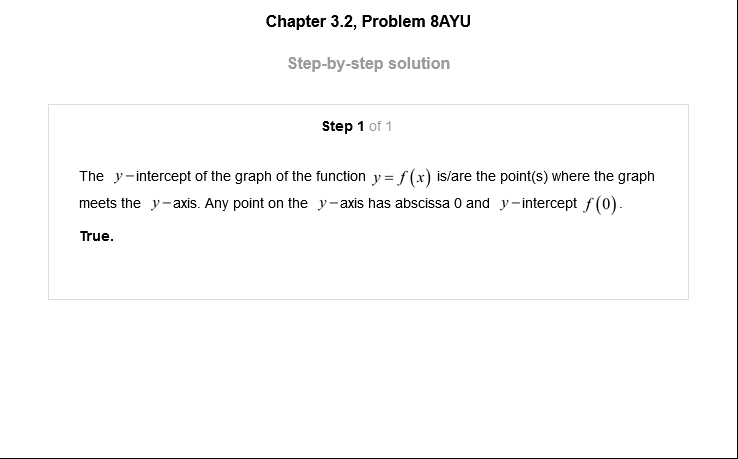 Chapter 3.2, Problem 8AYU
Step-by-step solution
Step 1 of 1
The y−intercept of the graph of the function y = f(x) is/are the point(s) where the graph
meets the y−axis. Any point on the y−axis has abscissa 0 and y−intercept f(0).
True.